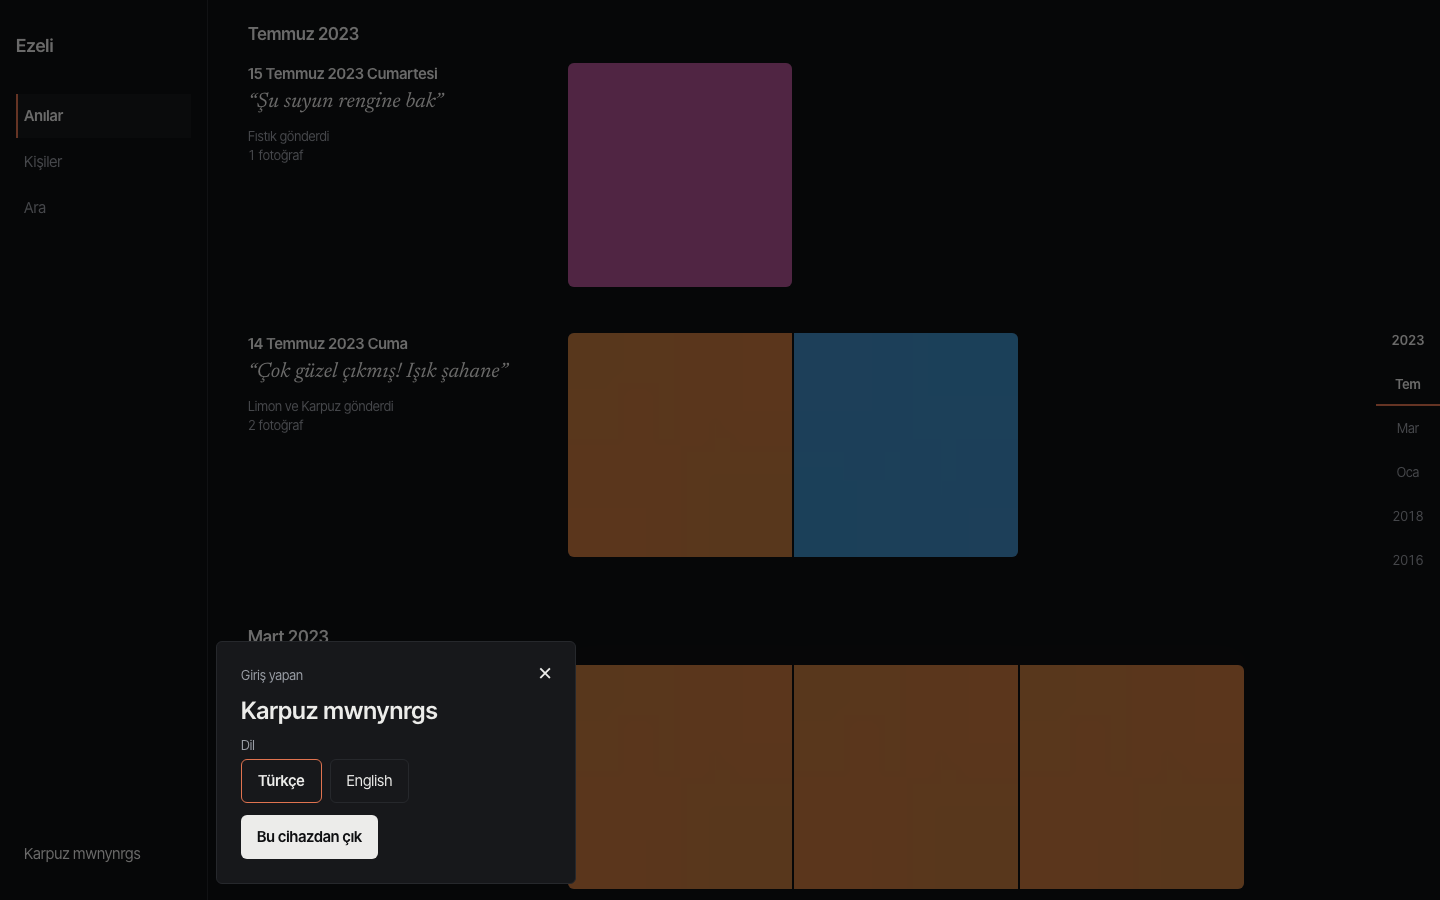 Ezeli
Anılar
Kişiler
Ara
Karpuz mwnynrgs
Temmuz 2023
15 Temmuz 2023 Cumartesi
“Şu suyun rengine bak”
Fıstık gönderdi
1 fotoğraf
14 Temmuz 2023 Cuma
“Çok güzel çıkmış! Işık şahane”
Limon ve Karpuz gönderdi
2 fotoğraf
Mart 2023
2023
Tem
Mar
Oca
2018
2016
Giriş yapan
Karpuz mwnynrgs
Dil
Türkçe
English
Bu cihazdan çık